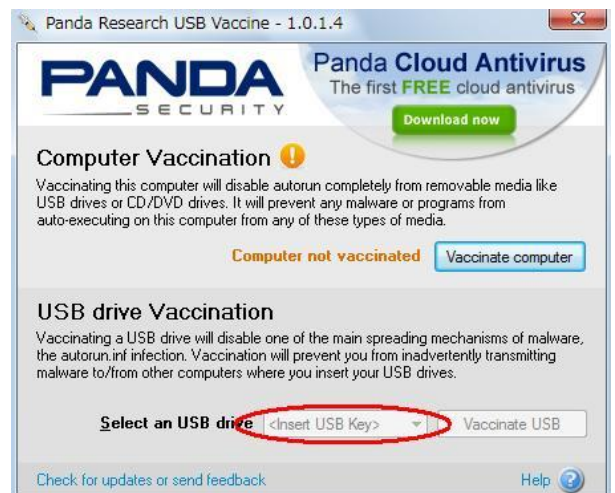 Panda Research USB Vaccine - 1.0.1.4
PANDA
SECURITY
Panda Cloud Antivirus
The first FREE cloud antivirus
Download now
Computer Vaccination
Vaccinating this computer will disable autorun completely from removable media like
USB drives or CD/DVD drives. It will prevent any malware or programs from
auto-executing on this computer from any of these types of media.
Computer not vaccinated
Vaccinate computer
USB drive Vaccination
Vaccinating a USB drive will disable one of the main spreading mechanisms of malware,
the autorun.inf infection. Vaccination will prevent you from inadvertently transmitting
malware to/from other computers where you insert your USB drives.
Select an USB drive
<Insert USB Key>
Vaccinate USB
Check for updates or send feedback
Help